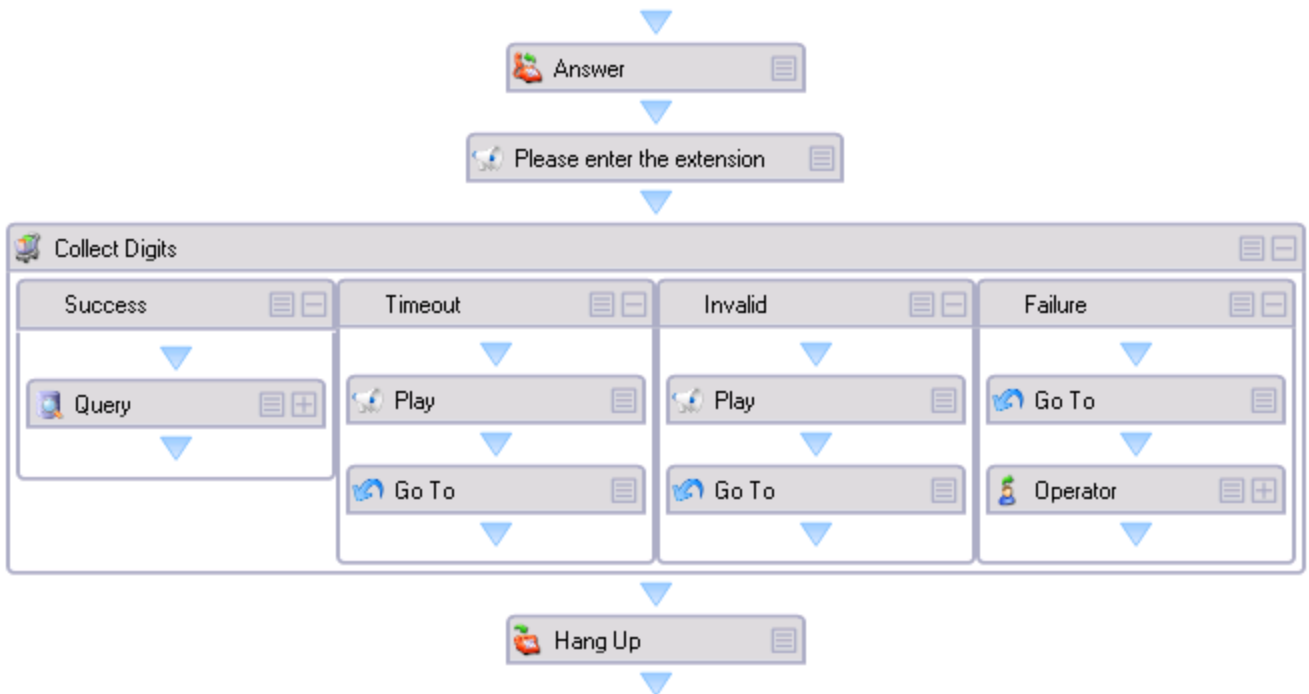 Answer
Please enter the extension
Collect Digits
Success Timeout Invalid Failure
Query Play Play Go To
Go To Go To Operator
Hang Up